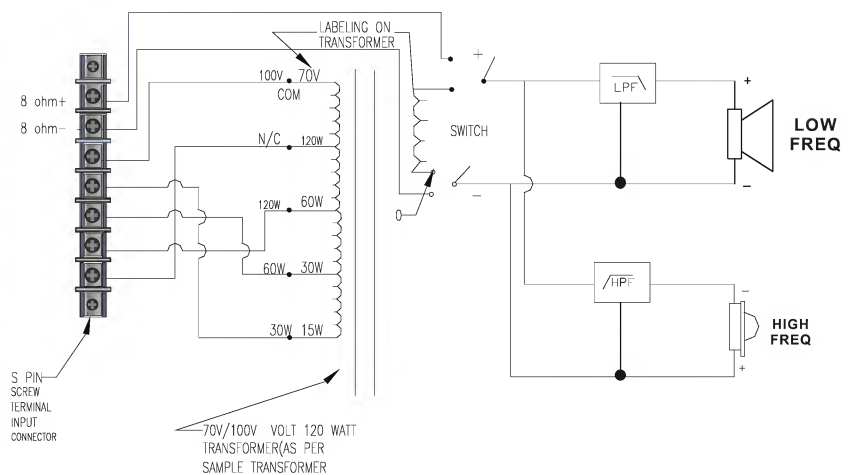 LABELING ON
TRANSFORMER
100V 70V
COM
8 ohm+
8 ohm-
N/C 120W
120W 60W
60W 30W
30W 15W
+
SWITCH
-
0
LPF
+
-
LOW
FREQ
HPF
-
+
HIGH
FREQ
S PIN
SCREW
TERMINAL
INPUT
CONNECTOR
70V/100V VOLT 120 WATT
TRANSFORMER(AS PER
SAMPLE TRANSFORMER